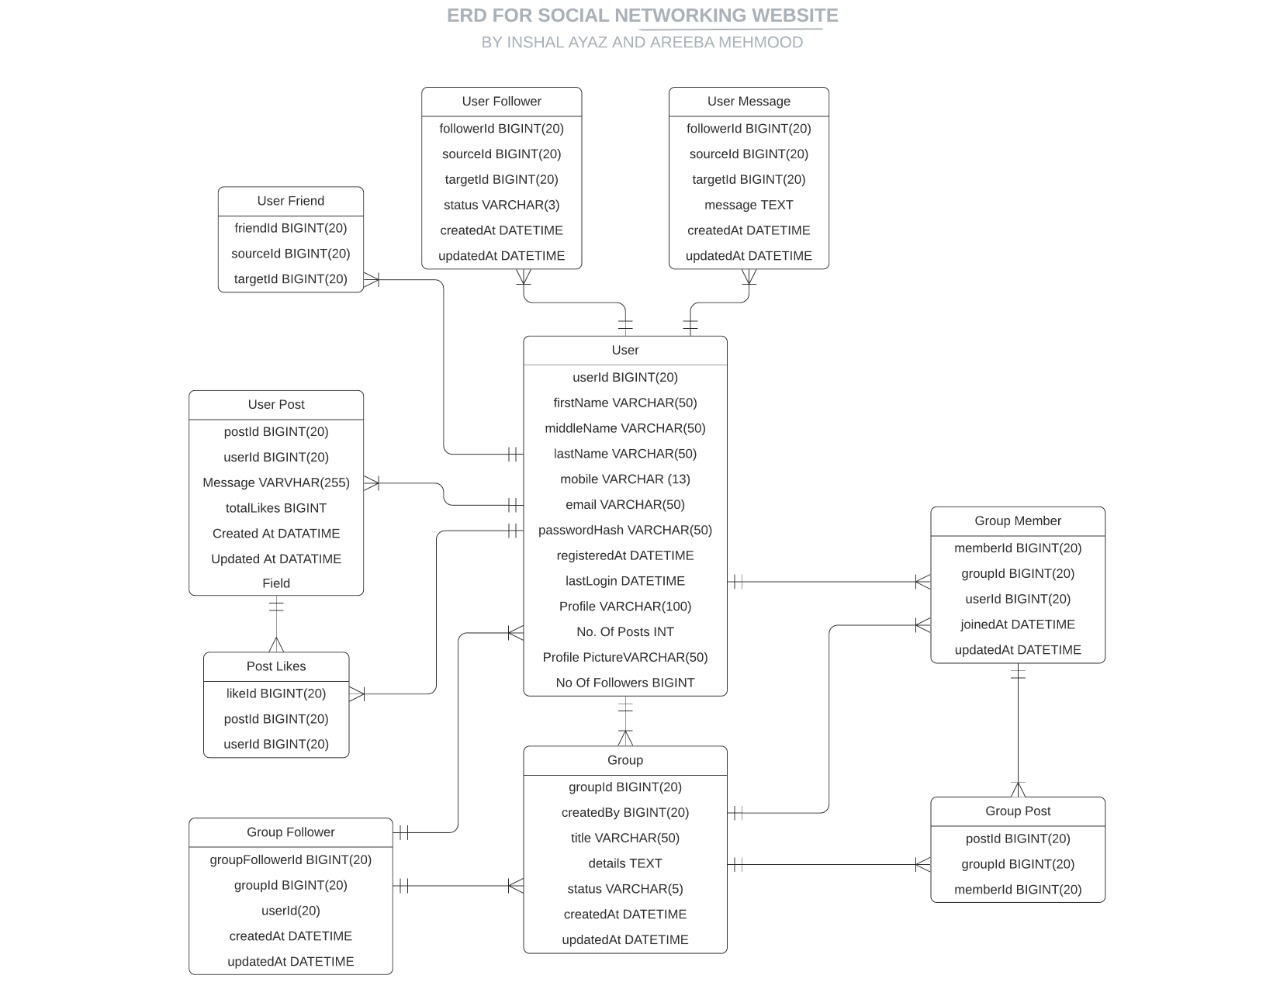 ERD FOR SOCIAL NETWORKING WEBSITE
BY INSHAL AYAZ AND AREEBA MEHMOOD
User Follower
followerId BIGINT(20)
sourceId BIGINT(20)
targetId BIGINT(20)
status VARCHAR(3)
createdAt DATETIME
updatedAt DATETIME
User Message
followerId BIGINT(20)
sourceId BIGINT(20)
targetId BIGINT(20)
message TEXT
createdAt DATETIME
updatedAt DATETIME
User Friend
friendId BIGINT(20)
sourceId BIGINT(20)
targetId BIGINT(20)
User
userId BIGINT(20)
firstName VARCHAR(50)
middleName VARCHAR(50)
lastName VARCHAR(50)
mobile VARCHAR (13)
email VARCHAR(50)
passwordHash VARCHAR(50)
registeredAt DATETIME
lastLogin DATETIME
Profile VARCHAR(100)
No. Of Posts INT
Profile PictureVARCHAR(50)
No Of Followers BIGINT
User Post
postId BIGINT(20)
userId BIGINT(20)
Message VARVHAR(255)
totalLikes BIGINT
Created At DATATIME
Updated At DATATIME
Field
Group Member
memberId BIGINT(20)
groupId BIGINT(20)
userId BIGINT(20)
joinedAt DATETIME
updatedAt DATETIME
Post Likes
likeId BIGINT(20)
postId BIGINT(20)
userId BIGINT(20)
Group
groupId BIGINT(20)
createdBy BIGINT(20)
title VARCHAR(50)
details TEXT
status VARCHAR(5)
createdAt DATETIME
updatedAt DATETIME
Group Post
postId BIGINT(20)
groupId BIGINT(20)
memberId BIGINT(20)
Group Follower
groupFollowerId BIGINT(20)
groupId BIGINT(20)
userId(20)
createdAt DATETIME
updatedAt DATETIME